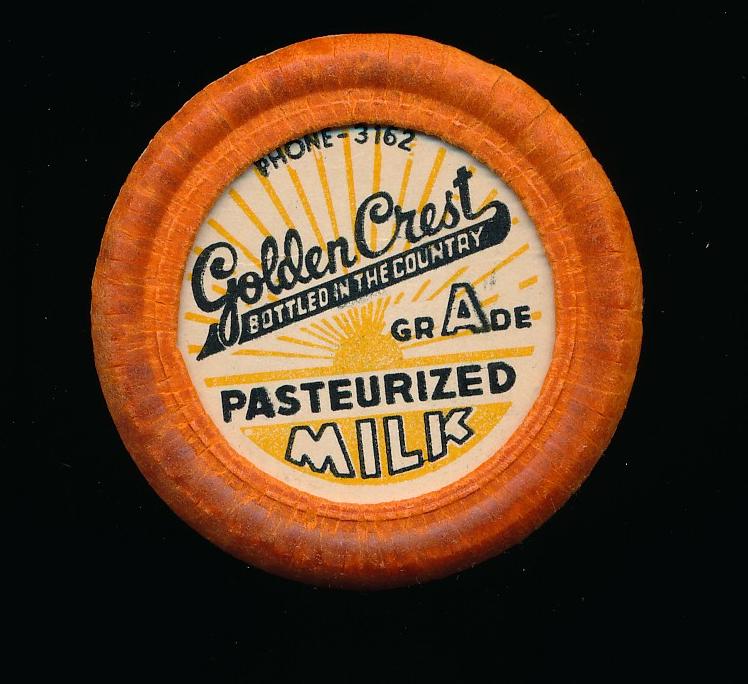 PHONE-3162
Golden Crest
BOTTLED IN THE COUNTRY
GRADE
PASTEURIZED
MILK